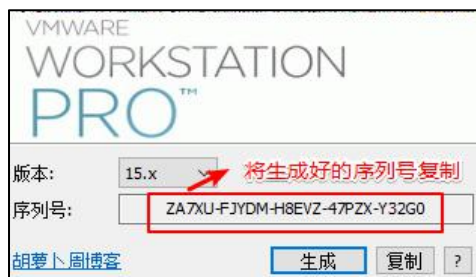 VMWARE
WORKSTATION
PRO™
版本: 15.x 将生成好的序列号复制
序列号: ZA7XU-FJYDM-H8EVZ-47PZX-Y32G0
胡萝卜周博客 生成 复制 ?